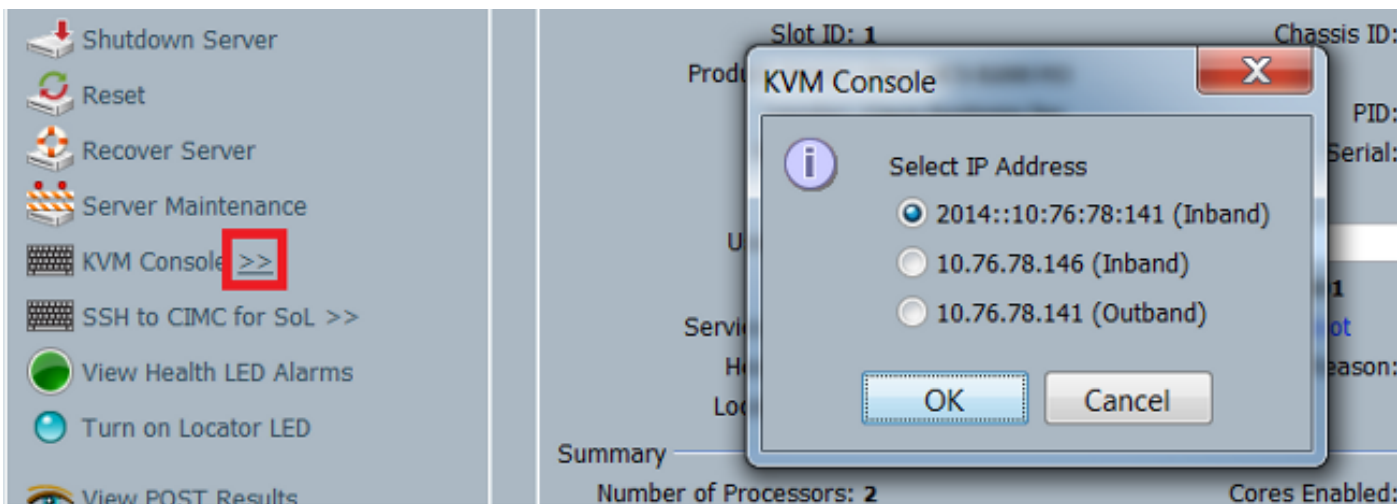 Shutdown Server
Reset
Recover Server
Server Maintenance
KVM Console >>
SSH to CIMC for SoL >>
View Health LED Alarms
Turn on Locator LED
View POST Results
Slot ID: 1
Chassis ID:
PID:
Serial:
KVM Console
Select IP Address
2014::10:76:78:141 (Inband)
10.76.78.146 (Inband)
10.76.78.141 (Outband)
OK
Cancel
Summary
Number of Processors: 2
Cores Enabled: